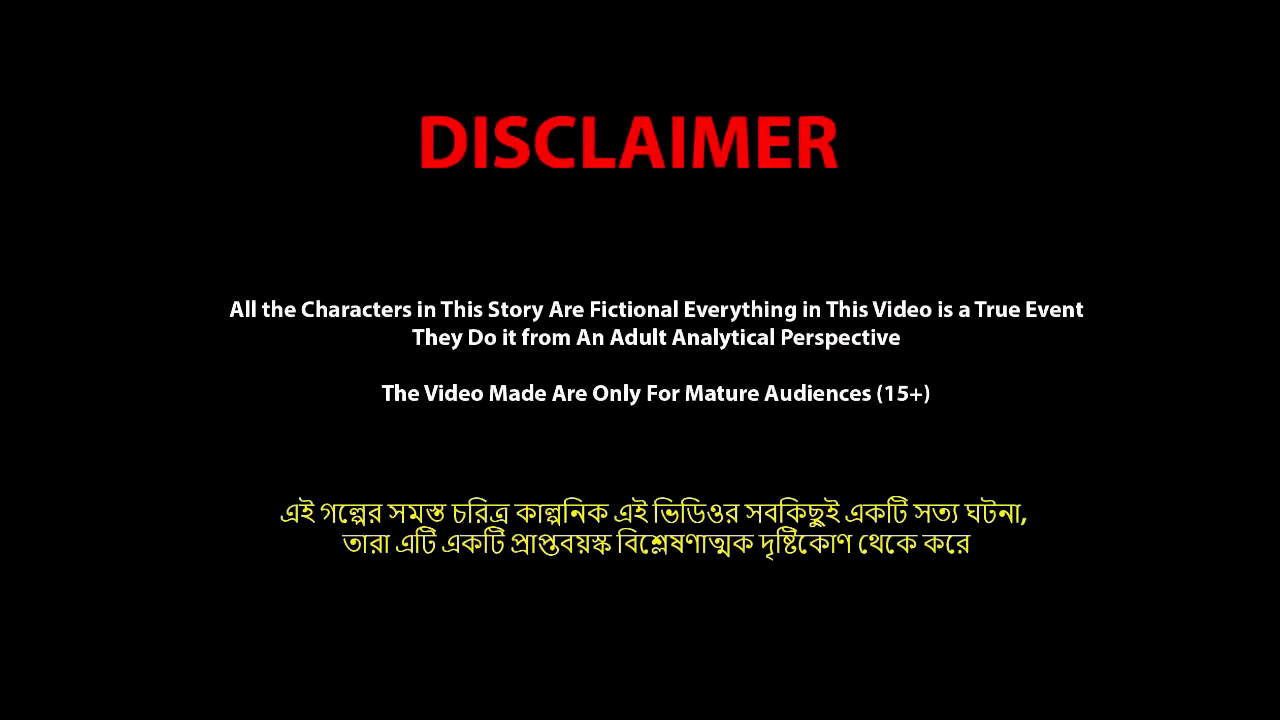 DISCLAIMER
All the Characters in This Story Are Fictional Everything in This Video is a True Event
They Do it from An Adult Analytical Perspective
The Video Made Are Only For Mature Audiences (15+)
এই গল্পের সমস্ত চরিত্র কাল্পনিক এই ভিডিওর সবকিছুই একটি সত্য ঘটনা,
তারা এটি একটি প্রাপ্তবয়স্ক বিশ্লেষণাত্মক দৃষ্টিকোণ থেকে করে